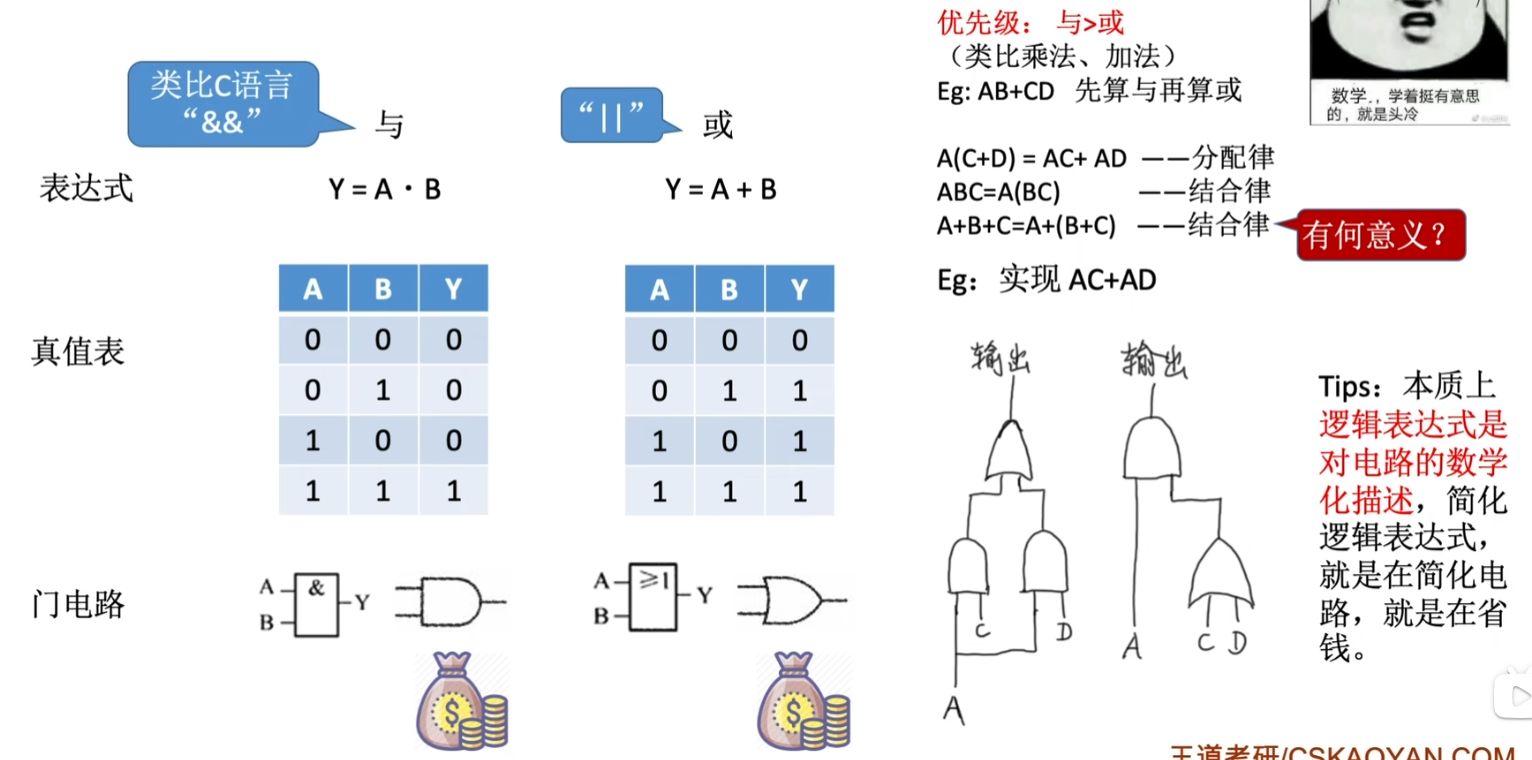 类比C语言
“&&”
与
“||”
或
表达式
Y = A · B
Y = A + B
真值表
A B Y
0 0 0
0 1 0
1 0 0
1 1 1
A B Y
0 0 0
0 1 1
1 0 1
1 1 1
门电路
A
B
&
Y
A
B
≥1
Y
$
$
优先级： 与>或
（类比乘法、加法）
Eg: AB+CD 先算与再算或
A(C+D) = AC+ AD ——分配律
ABC=A(BC) ——结合律
A+B+C=A+(B+C) ——结合律
有何意义？
Eg：实现 AC+AD
输出
C
D
A
输出
A
C D
Tips：本质上
逻辑表达式是
对电路的数学
化描述，简化
逻辑表达式，
就是在简化电
路，就是在省
钱。
数学.，学着挺有意思
的，就是头冷
王道考研/CSKAOYAN.COM